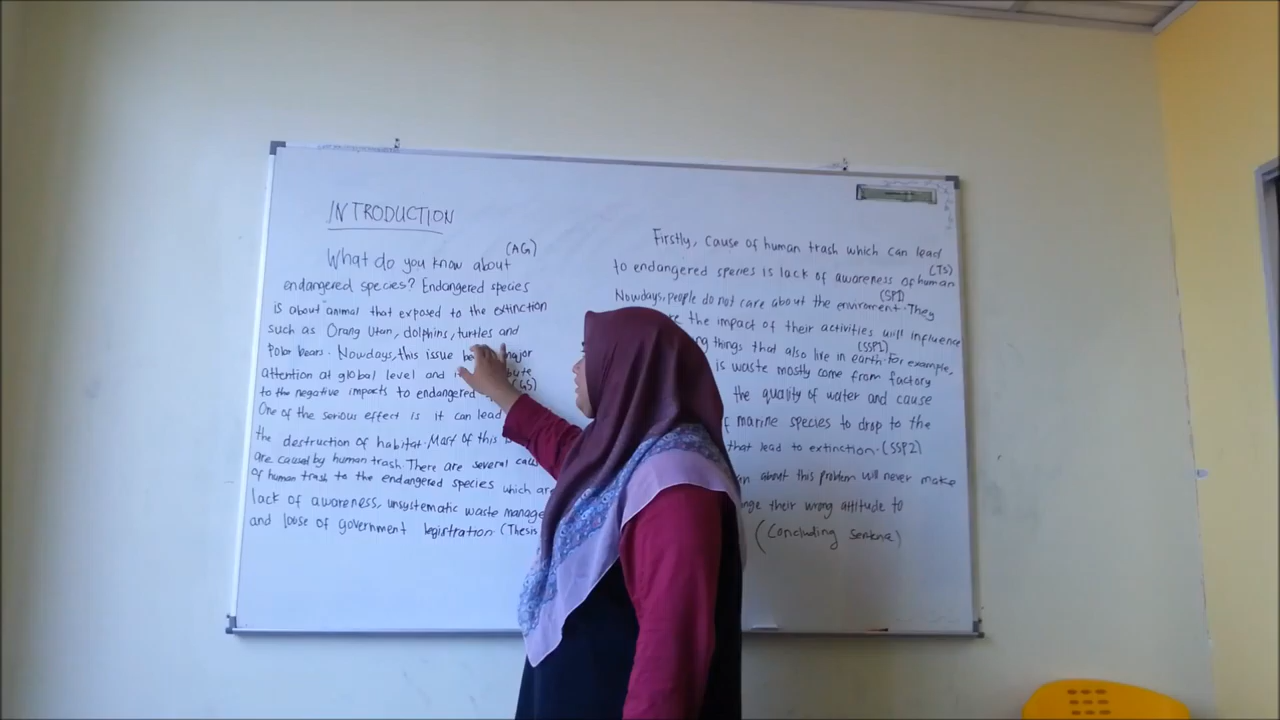 INTRODUCTION
(AG)
What do you know about
endangered species? Endangered species
is about animal that exposed to the extinction
such as Orang Utan, dolphins, turtles and
Polar bears. Nowdays, this issue major
attention at global level and
to the negative impacts to endangered (GS)
One of the serious effect is it can lead
the destruction of habitat. Most of this
are caused by human trash. There are several
of human trash to the endangered species which are
lack of awareness, unsystematic waste
and loose of government (Thesis
Firstly, cause of human trash which can lead
to endangered species is lack of awareness of human
(TS)
Nowdays, people do not care about the enviroment. They
(SP1)
the impact of their activities will influence
things that also live in earth. For example,
(SSP1)
is waste mostly come from factory
the quality of water and cause
marine species to drop to the
that lead to extinction. (SSP2)
about this problem will never make
their wrong attitude to
(Concluding sentence)